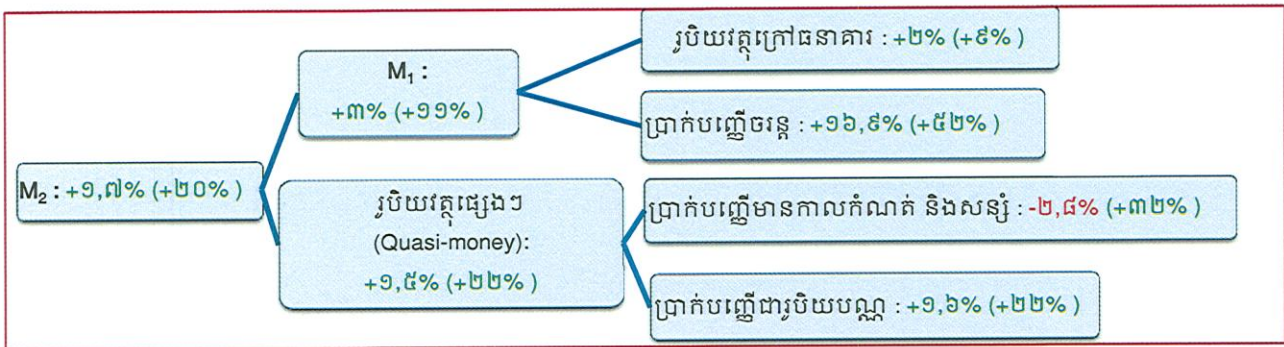 M₂ : +១,៧% (+២០% )
M₁ :
+៣% (+១១% )
រូបិយវត្ថុផ្សេងៗ
(Quasi-money):
+១,៥% (+២២% )
រូបិយវត្ថុក្រៅធនាគារ : +២% (+៩% )
ប្រាក់បញ្ញើចរន្ត : +១៦,៩% (+៥២% )
ប្រាក់បញ្ញើមានកាលកំណត់ និងសន្សំ : -២,៨% (+៣២% )
ប្រាក់បញ្ញើជារូបិយបណ្ណ : +១,៦% (+២២% )